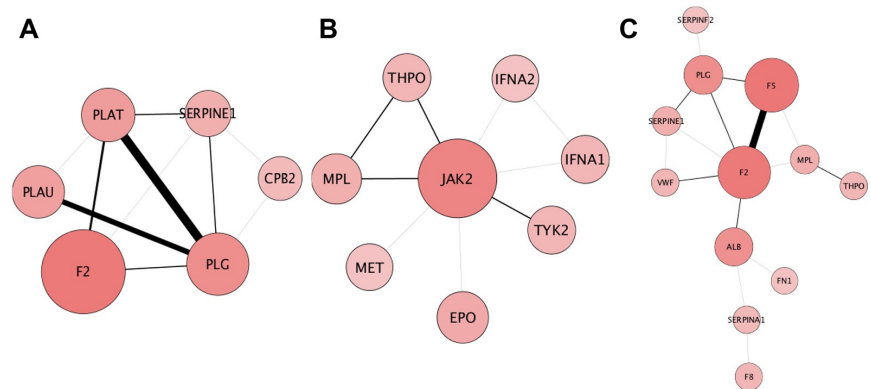 A
PLAT
SERPINE1
PLAU
CPB2
F2
PLG
B
THPO
IFNA2
MPL
JAK2
IFNA1
TYK2
MET
EPO
C
SERPINF2
PLG
F5
SERPINE1
MPL
F2
VWF
THPO
ALB
FN1
SERPINA1
F8